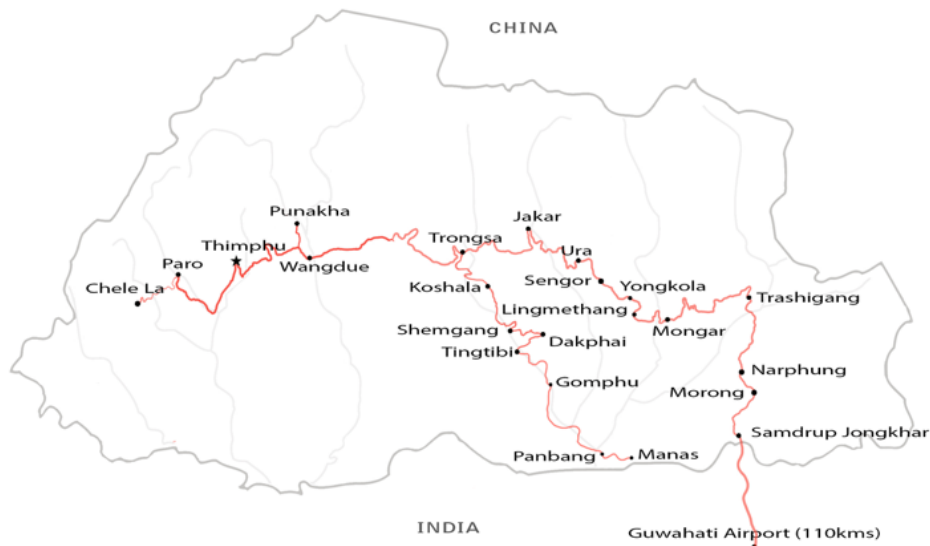 CHINA
Punakha
Jakar
Thimphu
Trongsa
Ura
Paro
Wangdue
Chele La
Koshala
Sengor
Yongkola
Trashigang
Lingmethang
Shemgang
Mongar
Dakphai
Tingtibi
Narphung
Gomphu
Morong
Samdrup Jongkhar
Panbang
Manas
INDIA
Guwahati Airport (110kms)